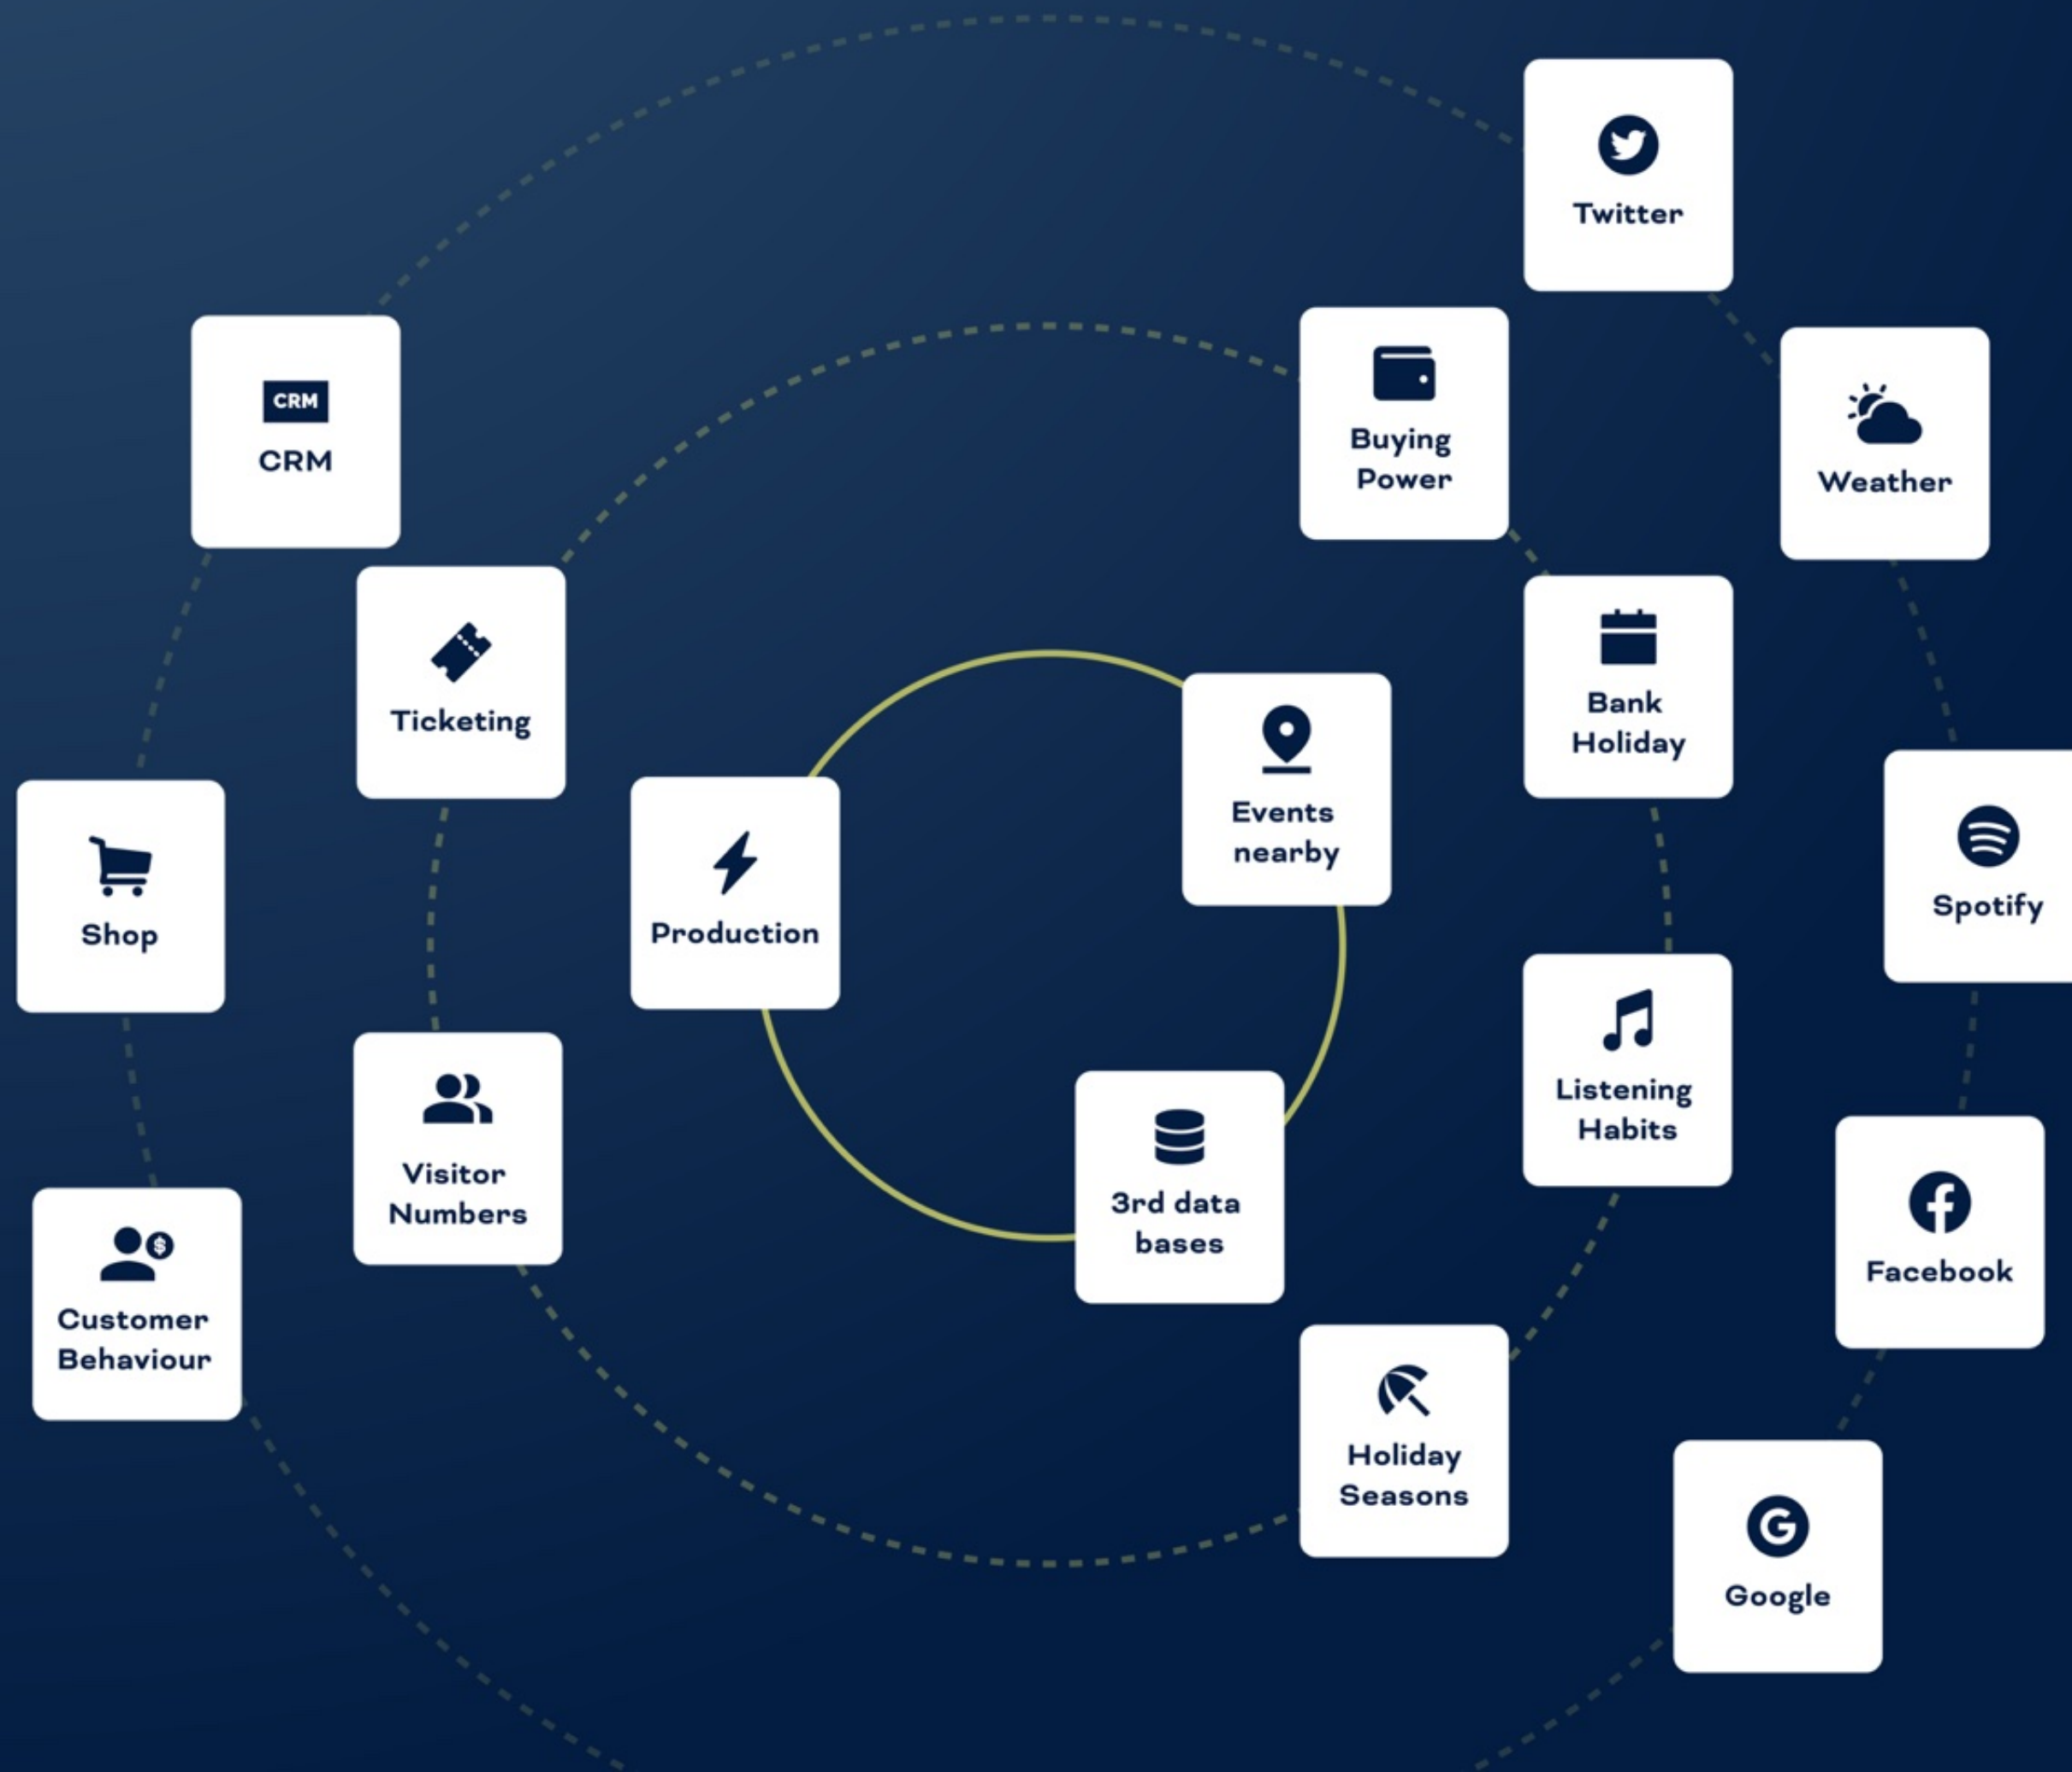 Twitter
Buying
Power
Weather
CRM
CRM
Ticketing
Bank
Holiday
Events
nearby
Production
Shop
Spotify
Listening
Habits
Visitor
Numbers
3rd data
bases
Facebook
Customer
Behaviour
Holiday
Seasons
Google